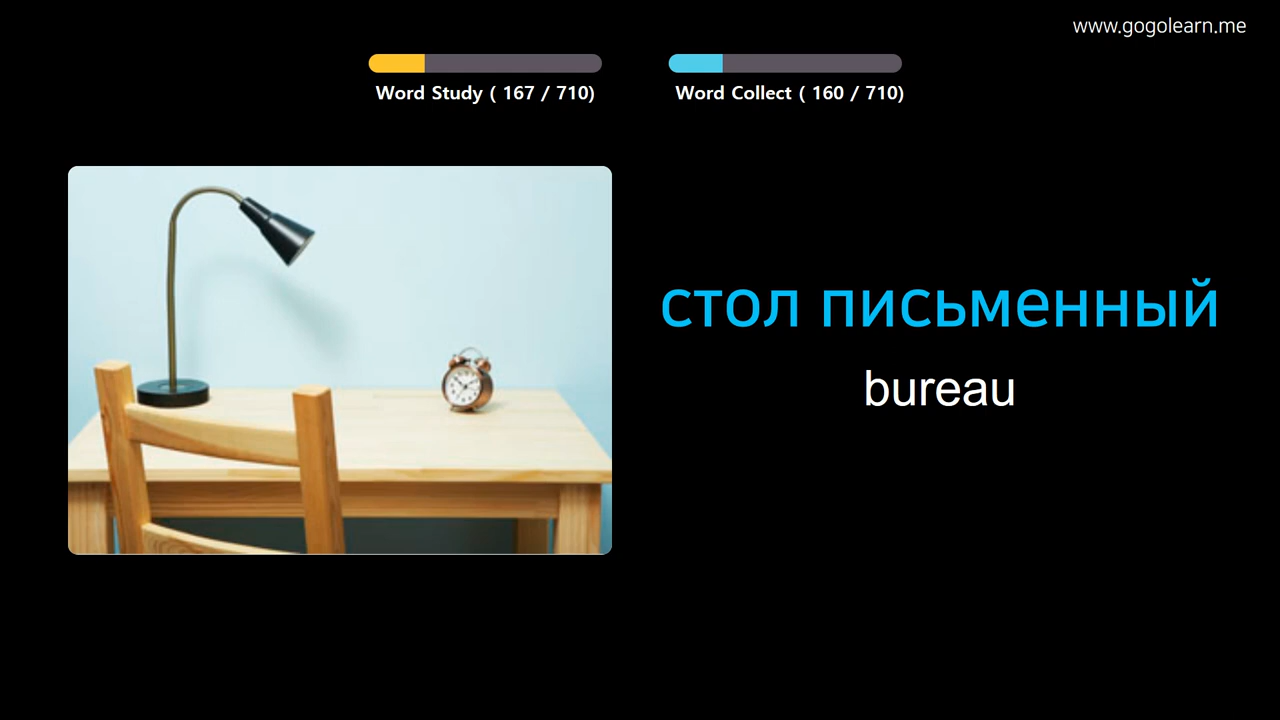 www.gogolearn.me
Word Study ( 167 / 710)
Word Collect ( 160 / 710)
стол письменный
bureau